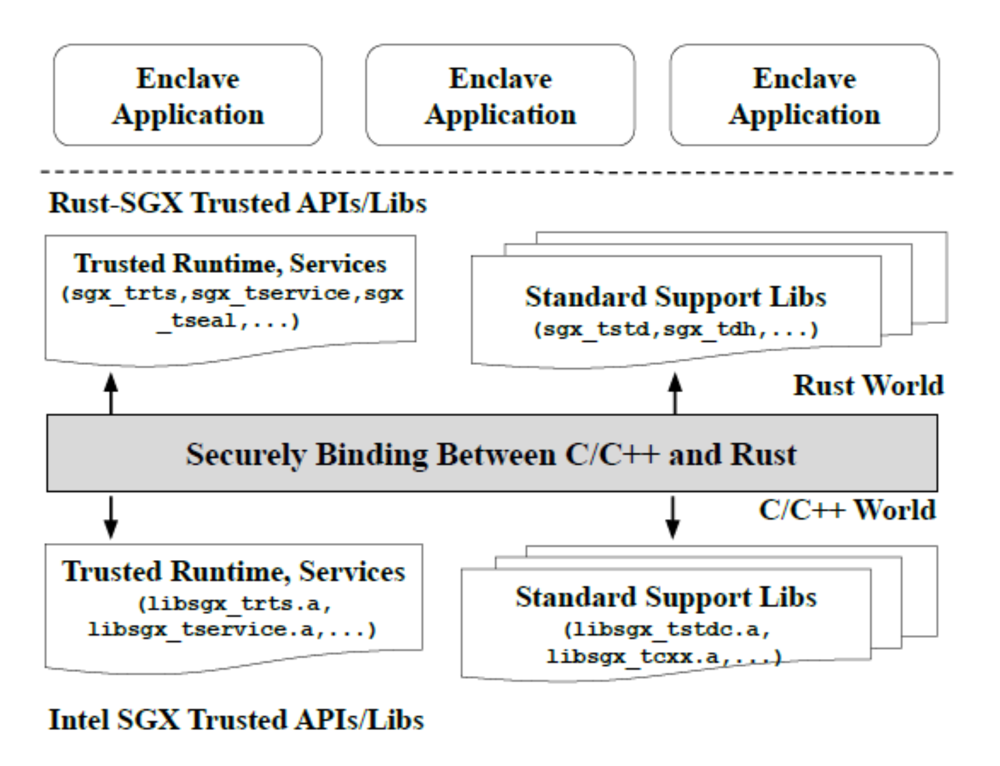 Enclave
Application
Enclave
Application
Enclave
Application
Rust-SGX Trusted APIs/Libs
Trusted Runtime, Services
(sgx_trts,sgx_tservice,sgx
_tseal,...)
Standard Support Libs
(sgx_tstd,sgx_tdh,...)
Rust World
Securely Binding Between C/C++ and Rust
C/C++ World
Trusted Runtime, Services
(libsgx_trts.a,
libsgx_tservice.a,...)
Standard Support Libs
(libsgx_tstdc.a,
libsgx_tcxx.a,...)
Intel SGX Trusted APIs/Libs